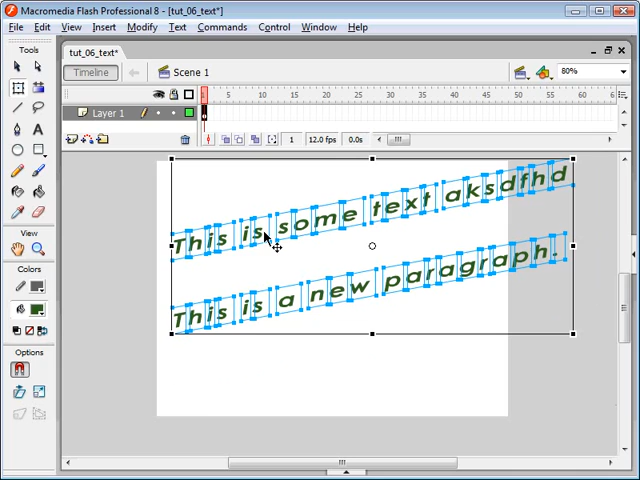 Macromedia Flash Professional 8 - [tut_06_text*]
File Edit View Insert Modify Text Commands Control Window Help
Tools
tut_06_text*
Timeline Scene 1 80%
1 5 10 15 20 25 30 35 40 45 50 55 60
Layer 1
1 12.0 fps 0.0s
This is some text aksdfhd
This is a new paragraph.
View
Colors
Options